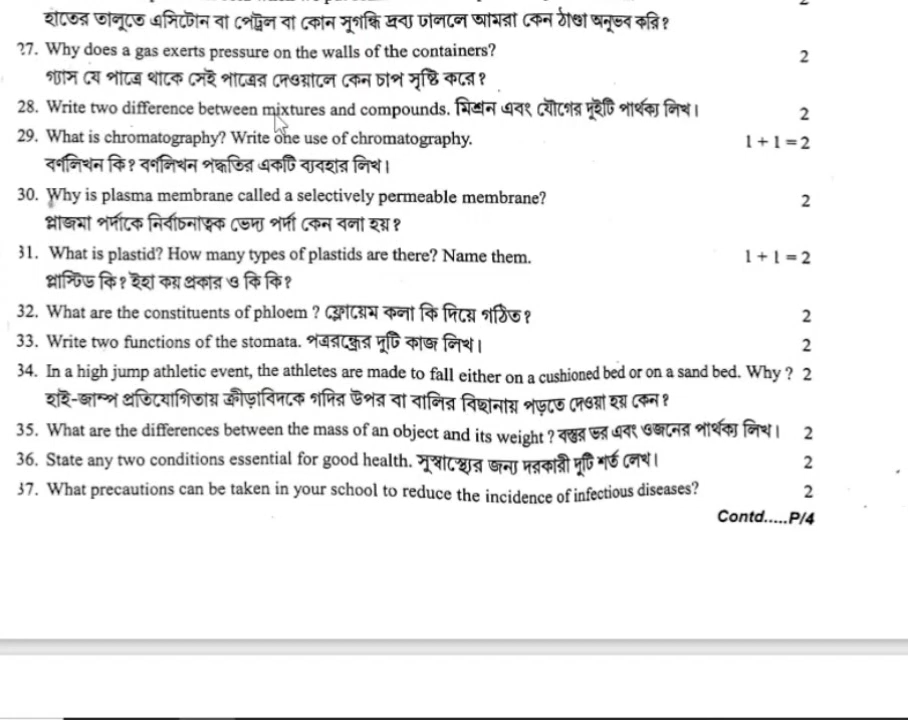 হাতের তালুতে এসিটোন বা পেট্রল বা কোন সুগন্ধি দ্রব্য ঢাললে আমরা কেন ঠাণ্ডা অনুভব করি?
27. Why does a gas exerts pressure on the walls of the containers? 2
গ্যাস যে পাত্রে থাকে সেই পাত্রের দেওয়ালে কেন চাপ সৃষ্টি করে?
28. Write two difference between mixtures and compounds. মিশ্রন এবং যৌগের দুইটি পার্থক্য লিখ। 2
29. What is chromatography? Write one use of chromatography. 1 + 1 = 2
বর্ণলিখন কি? বর্ণলিখন পদ্ধতির একটি ব্যবহার লিখ।
30. Why is plasma membrane called a selectively permeable membrane? 2
প্লাজমা পর্দাকে নির্বাচনাত্মক ভেদ্য পর্দা কেন বলা হয়?
31. What is plastid? How many types of plastids are there? Name them. 1 + 1 = 2
প্লাস্টিড কি? ইহা কয় প্রকার ও কি কি?
32. What are the constituents of phloem ? ফ্লোয়েম কলা কি দিয়ে গঠিত? 2
33. Write two functions of the stomata. পত্ররন্ধ্রের দুটি কাজ লিখ। 2
34. In a high jump athletic event, the athletes are made to fall either on a cushioned bed or on a sand bed. Why ? 2
হাই-জাম্প প্রতিযোগিতায় ক্রীড়াবিদকে গদির উপর বা বালির বিছানায় পড়তে দেওয়া হয় কেন?
35. What are the differences between the mass of an object and its weight ? বস্তুর ভর এবং ওজনের পার্থক্য লিখ। 2
36. State any two conditions essential for good health. সুস্বাস্থ্যের জন্য দরকারী দুটি শর্ত লেখ। 2
37. What precautions can be taken in your school to reduce the incidence of infectious diseases? 2
Contd.....P/4